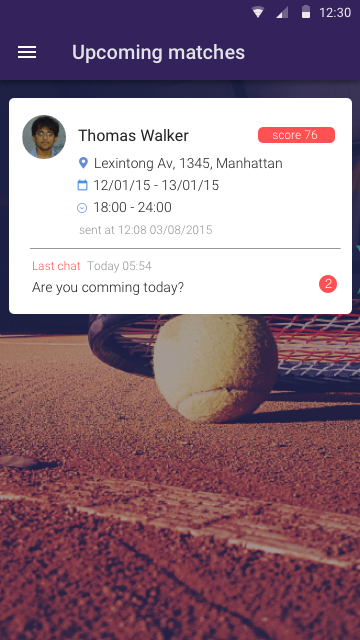 12:30
Upcoming matches
Thomas Walker
score 76
Lexintong Av, 1345, Manhattan
12/01/15 - 13/01/15
18:00 - 24:00
sent at 12:08 03/08/2015
Last chat Today 05:54
Are you comming today?
2